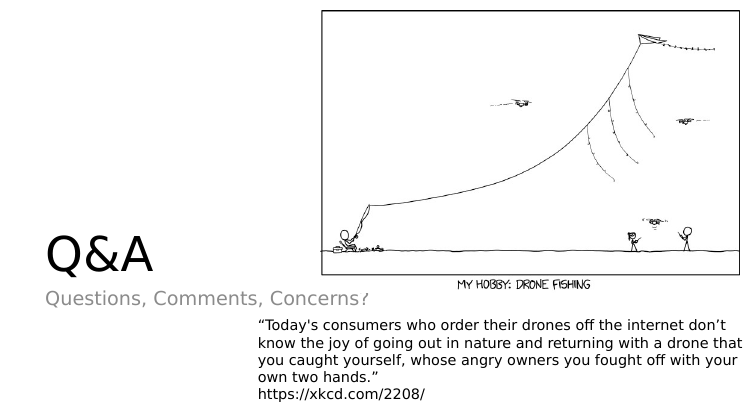 Q&A
Questions, Comments, Concerns?
MY HOBBY: DRONE FISHING
“Today's consumers who order their drones off the internet don’t
know the joy of going out in nature and returning with a drone that
you caught yourself, whose angry owners you fought off with your
own two hands.”
https://xkcd.com/2208/